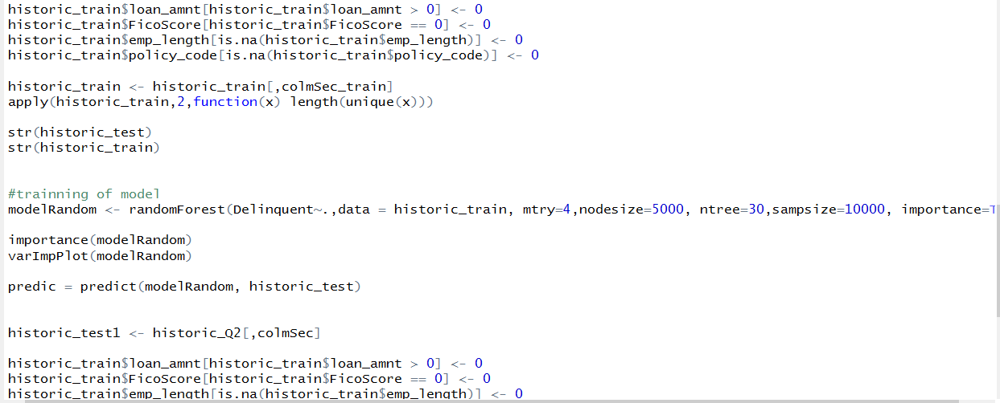 historic_train$loan_amnt[historic_train$loan_amnt > 0] <- 0
historic_train$FicoScore[historic_train$FicoScore == 0] <- 0
historic_train$emp_length[is.na(historic_train$emp_length)] <- 0
historic_train$policy_code[is.na(historic_train$policy_code)] <- 0
historic_train <- historic_train[,colmSec_train]
apply(historic_train,2,function(x) length(unique(x)))
str(historic_test)
str(historic_train)
#trainning of model
modelRandom <- randomForest(Delinquent~.,data = historic_train, mtry=4,nodesize=5000, ntree=30,sampsize=10000, importance=T
importance(modelRandom)
varImpPlot(modelRandom)
predic = predict(modelRandom, historic_test)
historic_test1 <- historic_Q2[,colmSec]
historic_train$loan_amnt[historic_train$loan_amnt > 0] <- 0
historic_train$FicoScore[historic_train$FicoScore == 0] <- 0
historic_train$emp_length[is.na(historic_train$emp_length)] <- 0